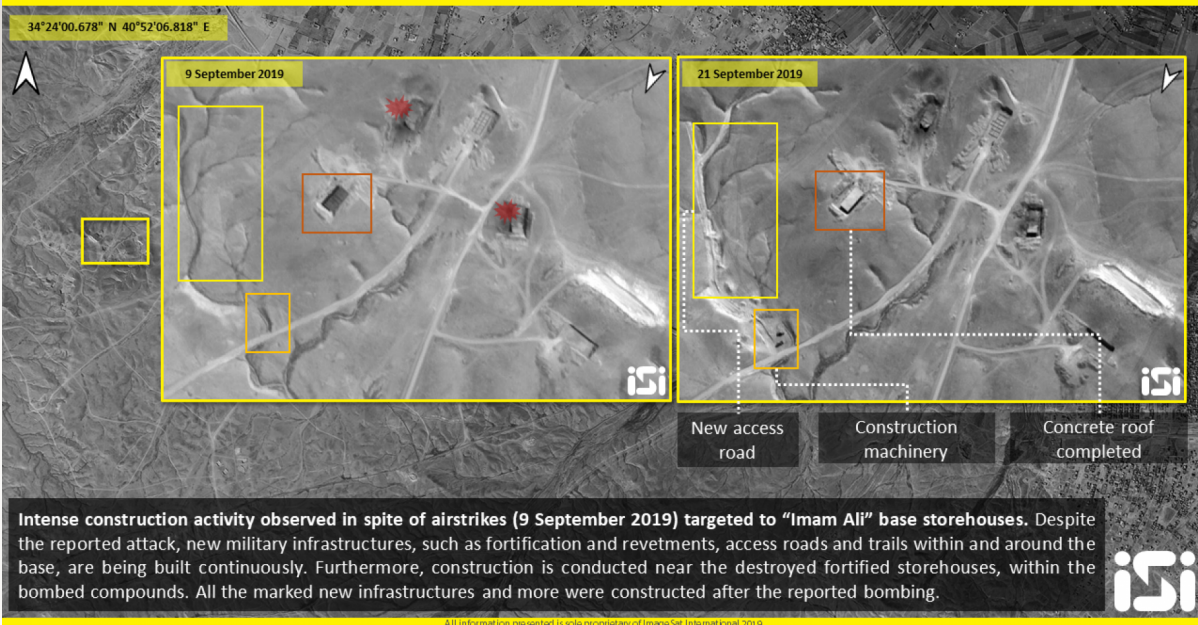 34°24'00.678" N 40°52'06.818" E
9 September 2019
21 September 2019
iSi
iSi
New access
road
Construction
machinery
Concrete roof
completed
Intense construction activity observed in spite of airstrikes (9 September 2019) targeted to “Imam Ali” base storehouses. Despite
the reported attack, new military infrastructures, such as fortification and revetments, access roads and trails within and around the
base, are being built continuously. Furthermore, construction is conducted near the destroyed fortified storehouses, within the
bombed compounds. All the marked new infrastructures and more were constructed after the reported bombing.
iSi
All information presented is sole proprietary of ImageSat International 2019